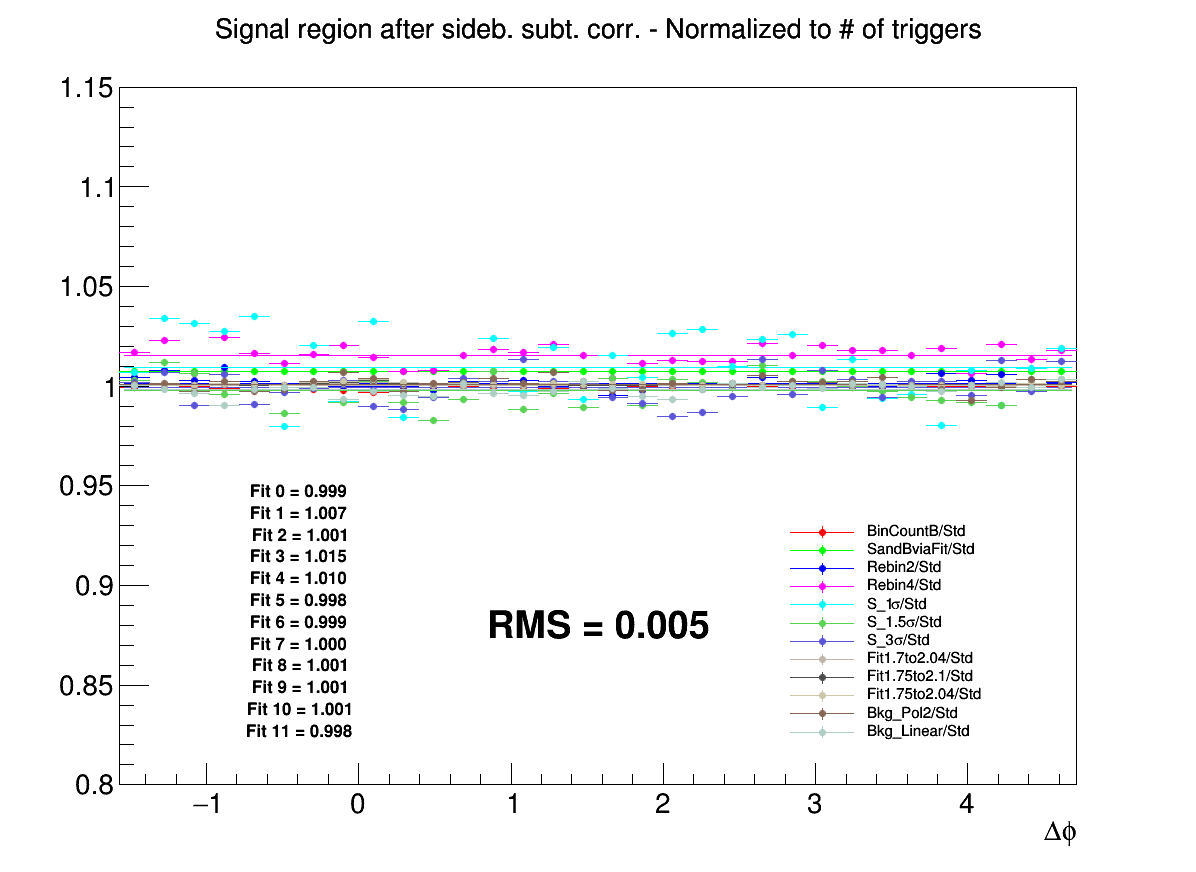 Signal region after sideb. subt. corr. - Normalized to # of triggers
1.15
1.1
1.05
1
0.95
0.9
0.85
0.8
Fit 0 = 0.999
Fit 1 = 1.007
Fit 2 = 1.001
Fit 3 = 1.015
Fit 4 = 1.010
Fit 5 = 0.998
Fit 6 = 0.999
Fit 7 = 1.000
Fit 8 = 1.001
Fit 9 = 1.001
Fit 10 = 1.001
Fit 11 = 0.998
RMS = 0.005
BinCountB/Std
SandBviaFit/Std
Rebin2/Std
Rebin4/Std
S_1σ/Std
S_1.5σ/Std
S_3σ/Std
Fit1.7to2.04/Std
Fit1.75to2.1/Std
Fit1.75to2.04/Std
Bkg_Pol2/Std
Bkg_Linear/Std
−1 0 1 2 3 4
Δϕ